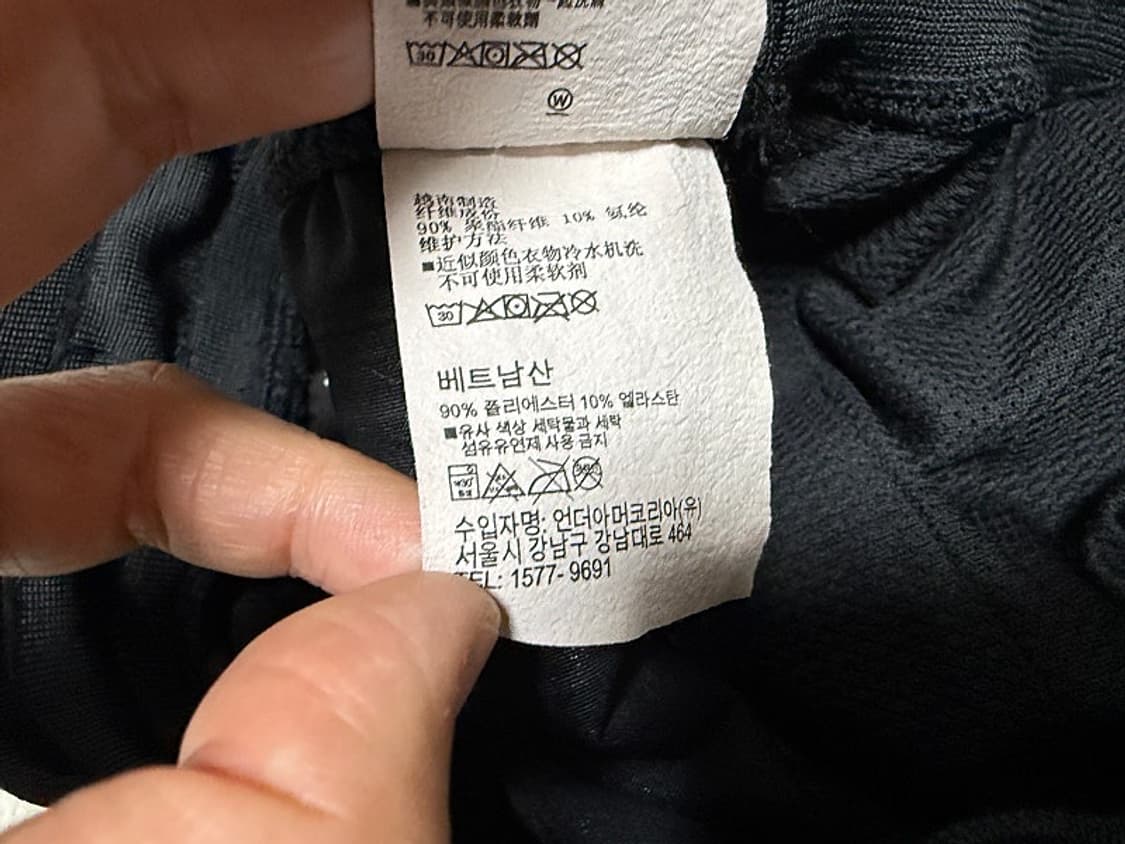 不可使用柔軟劑
30
W
越南制造
纤维成份
90% 聚酯纤维 10% 氨纶
维护方法
■近似颜色衣物冷水机洗
不可使用柔软剂
30
베트남산
90% 폴리에스터 10% 엘라스탄
■유사 색상 세탁물과 세탁
섬유유연제 사용 금지
수입자명: 언더아머코리아(유)
서울시 강남구 강남대로 464
TEL: 1577- 9691